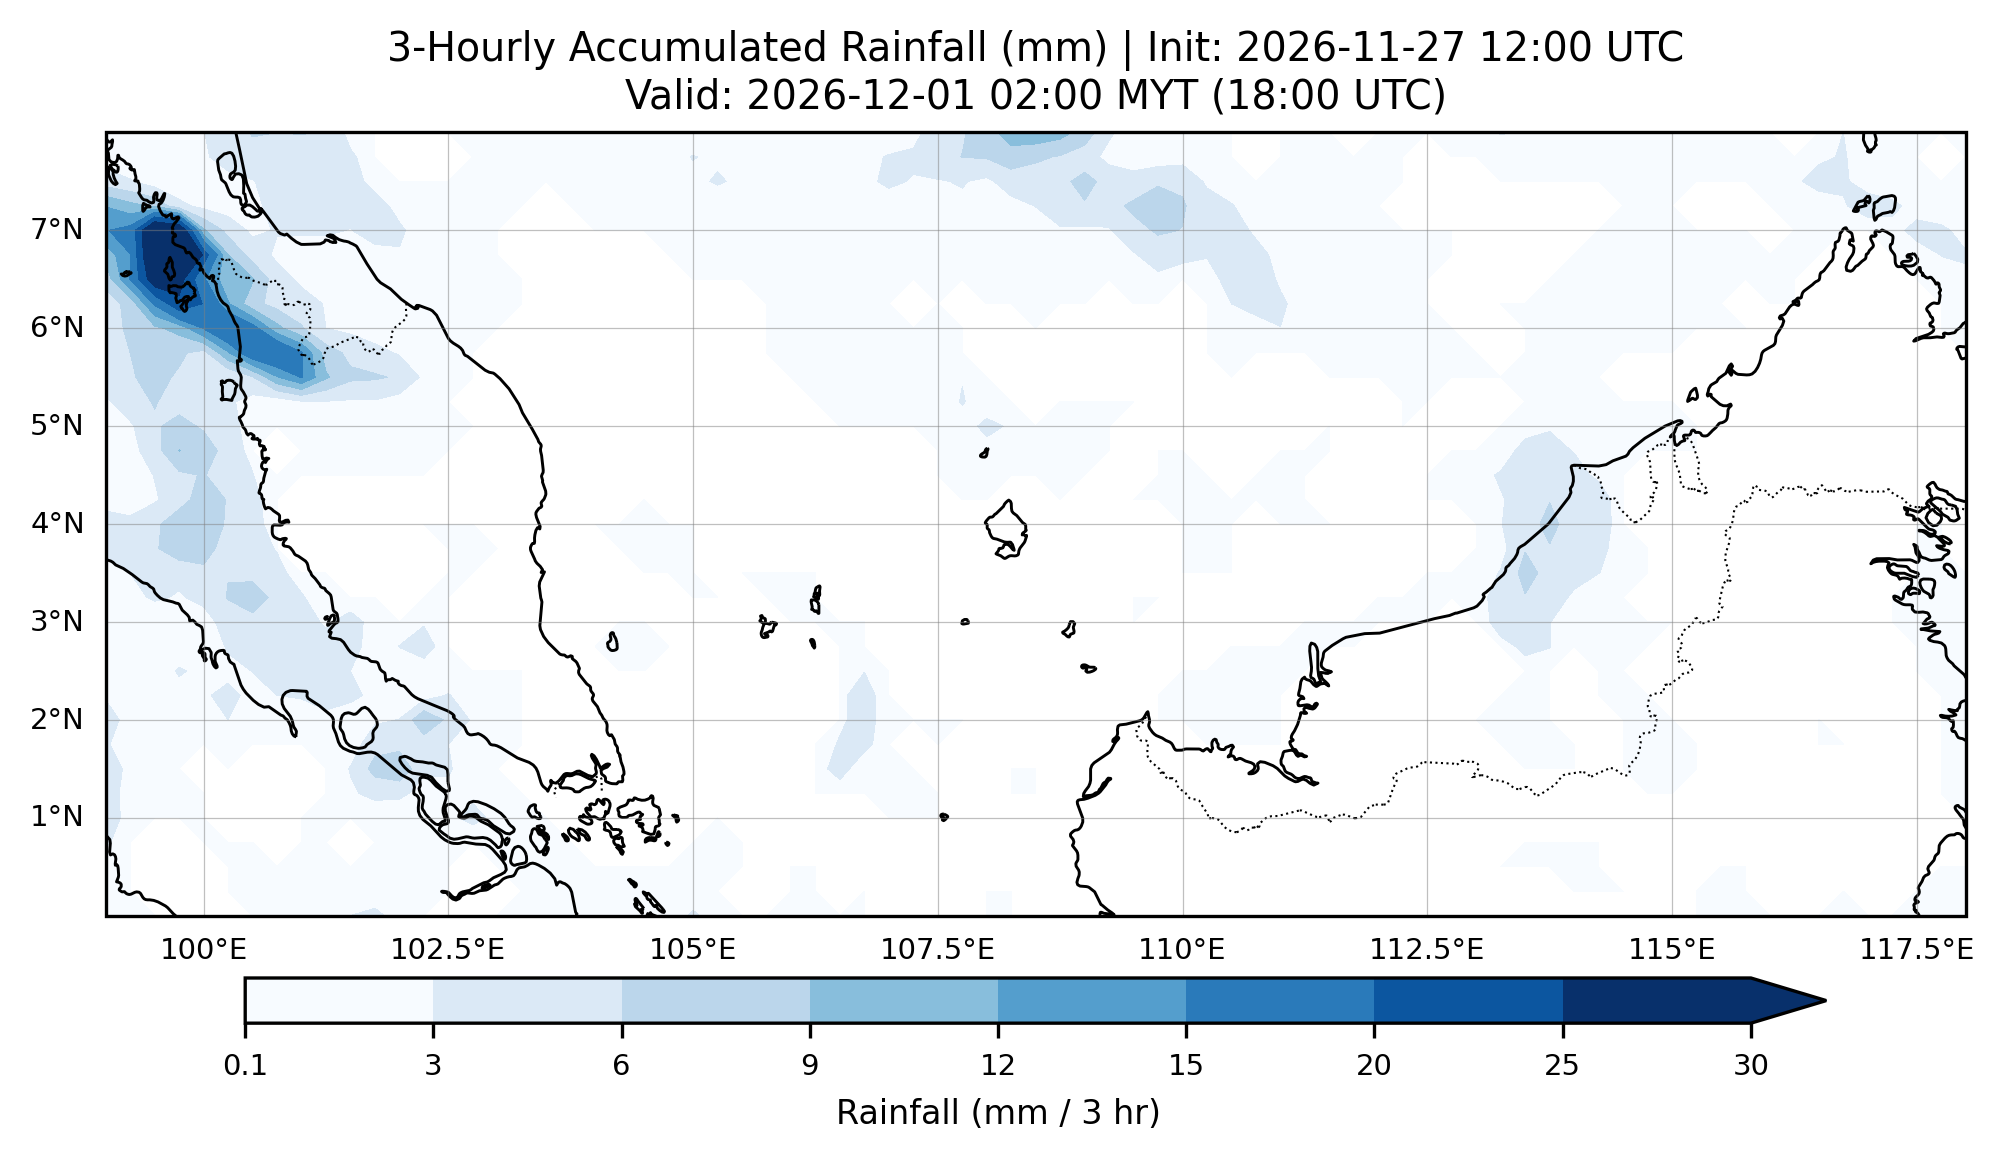 3-Hourly Accumulated Rainfall (mm) | Init: 2026-11-27 12:00 UTC
Valid: 2026-12-01 02:00 MYT (18:00 UTC)
7°N
6°N
5°N
4°N
3°N
2°N
1°N
100°E 102.5°E 105°E 107.5°E 110°E 112.5°E 115°E 117.5°E
0.1 3 6 9 12 15 20 25 30
Rainfall (mm / 3 hr)